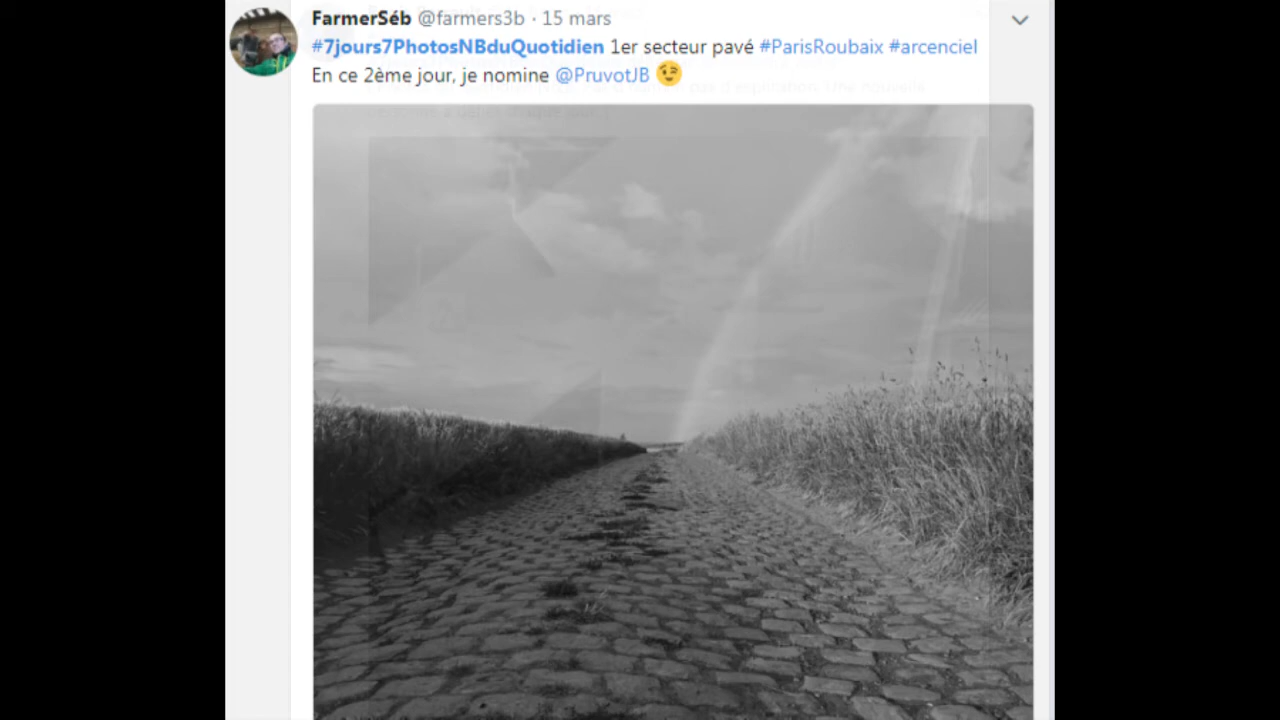 FarmerSéb @farmers3b · 15 mars
#7jours7PhotosNBduQuotidien 1er secteur pavé #ParisRoubaix #arcenciel
En ce 2ème jour, je nomine @PruvotJB 😉